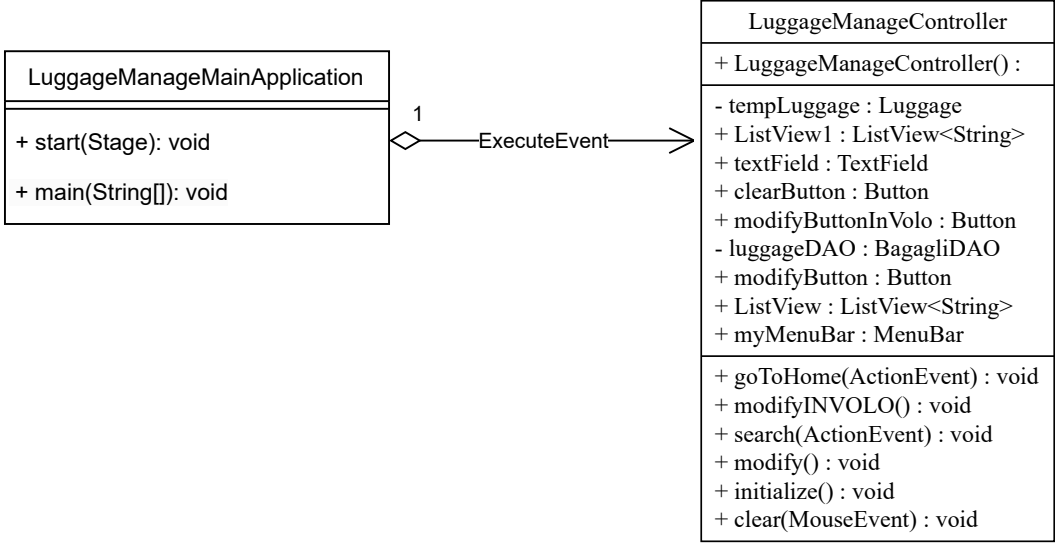 LuggageManageMainApplication
+ start(Stage): void
+ main(String[]): void
1
ExecuteEvent
LuggageManageController
+ LuggageManageController() :
- tempLuggage : Luggage
+ ListView1 : ListView<String>
+ textField : TextField
+ clearButton : Button
+ modifyButtonInVolo : Button
- luggageDAO : BagagliDAO
+ modifyButton : Button
+ ListView : ListView<String>
+ myMenuBar : MenuBar
+ goToHome(ActionEvent) : void
+ modifyINVOLO() : void
+ search(ActionEvent) : void
+ modify() : void
+ initialize() : void
+ clear(MouseEvent) : void